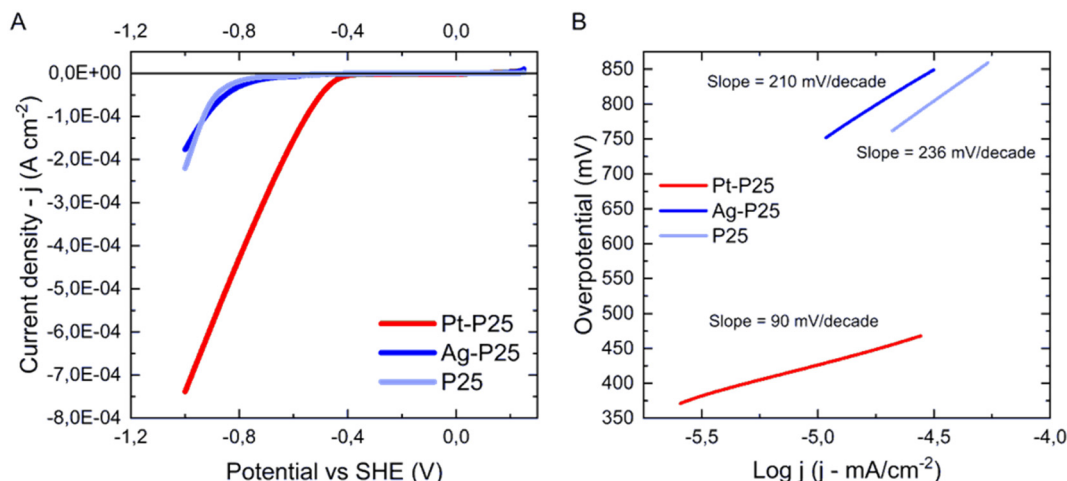 A
-1,2 -0,8 -0,4 0,0
0,0E+00
-1,0E-04
-2,0E-04
-3,0E-04
-4,0E-04
-5,0E-04
-6,0E-04
-7,0E-04
-8,0E-04
Current density - j (A cm-2)
Pt-P25
Ag-P25
P25
-1,2 -0,8 -0,4 0,0
Potential vs SHE (V)
B
850
800
750
700
650
600
550
500
450
400
350
Overpotential (mV)
Slope = 210 mV/decade
Slope = 236 mV/decade
Pt-P25
Ag-P25
P25
Slope = 90 mV/decade
-5,5 -5,0 -4,5 -4,0
Log j (j - mA/cm-2)